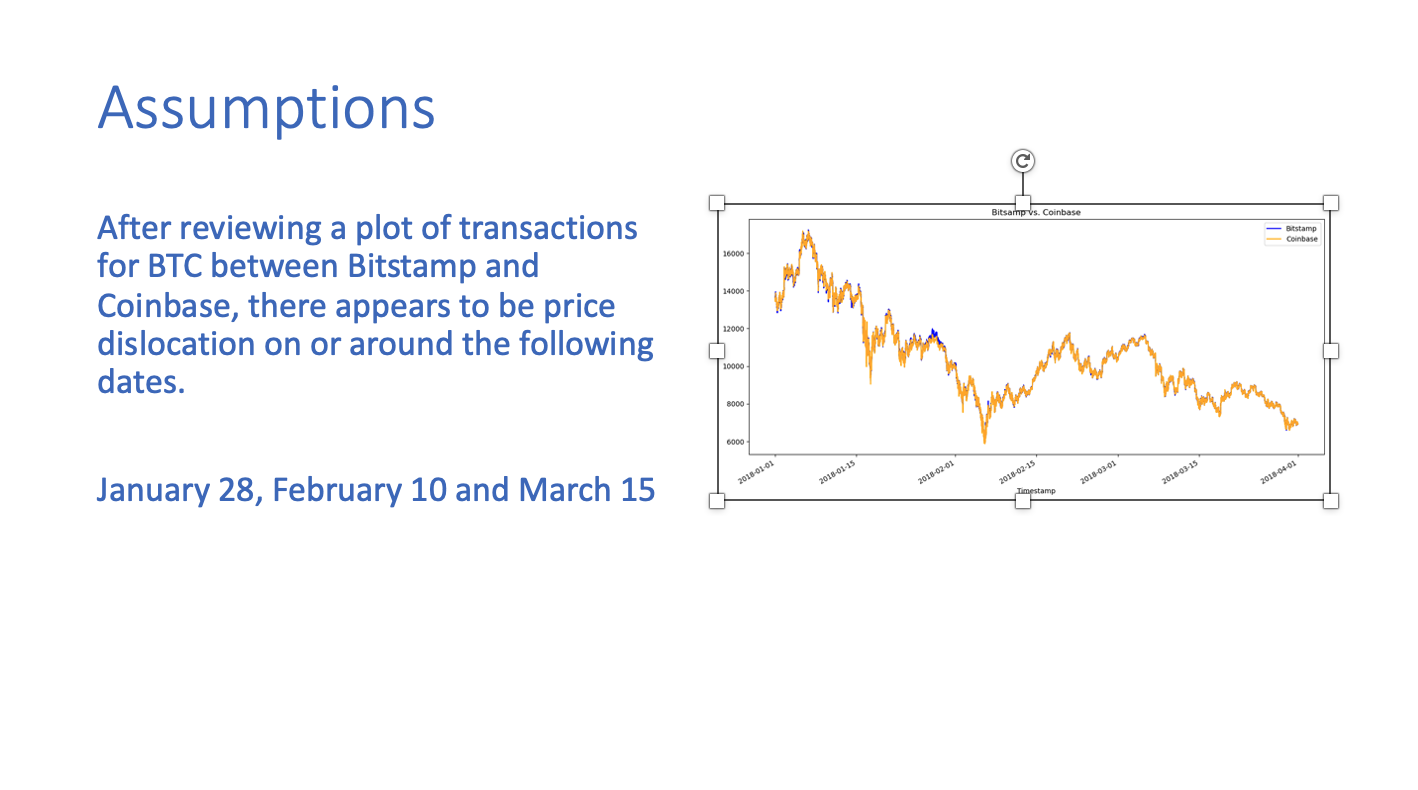 Assumptions
After reviewing a plot of transactions
for BTC between Bitstamp and
Coinbase, there appears to be price
dislocation on or around the following
dates.
January 28, February 10 and March 15
Bitsamp vs. Coinbase
Bitstamp
Coinbase
16000
14000
12000
10000
8000
6000
2018-01-01
2018-01-15
2018-02-01
2018-02-15
2018-03-01
2018-03-15
2018-04-01
Timestamp